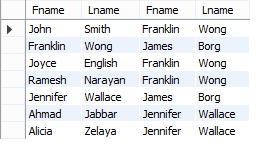 Fname Lname Fname Lname
John Smith Franklin Wong
Franklin Wong James Borg
Joyce English Franklin Wong
Ramesh Narayan Franklin Wong
Jennifer Wallace James Borg
Ahmad Jabbar Jennifer Wallace
Alicia Zelaya Jennifer Wallace